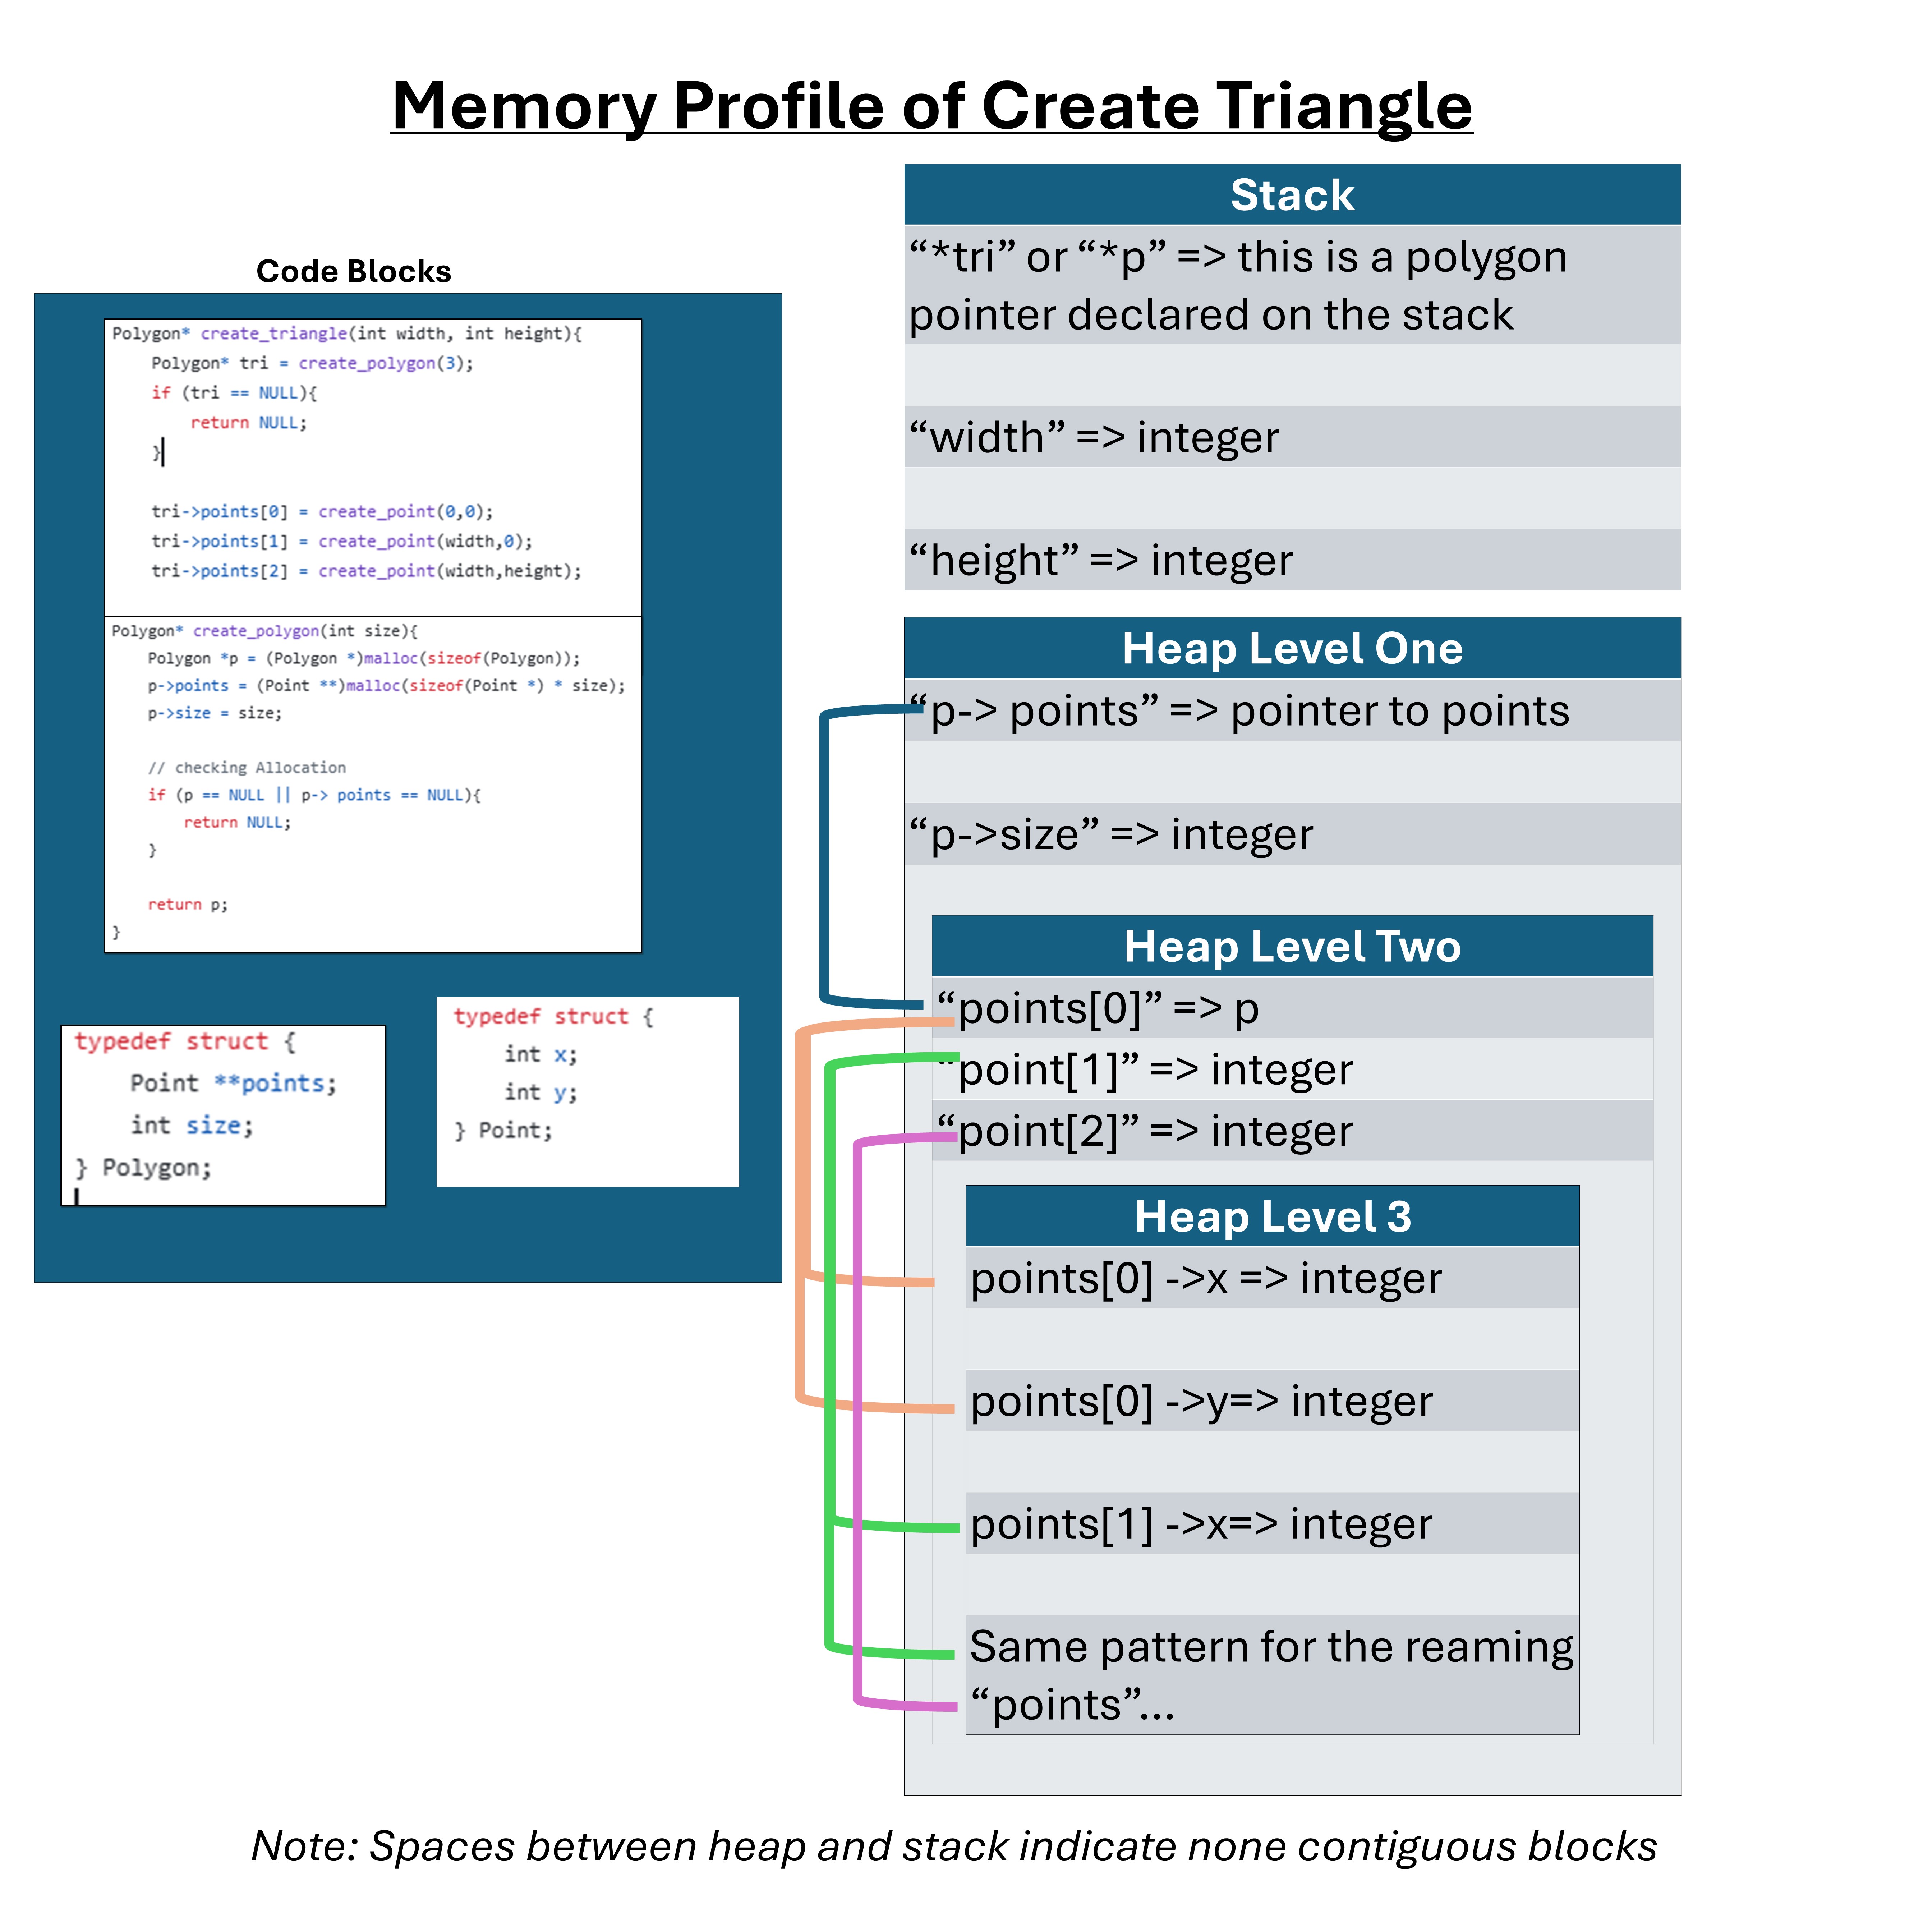 Memory Profile of Create Triangle
Code Blocks
Polygon* create_triangle(int width, int height){
    Polygon* tri = create_polygon(3);
    if (tri == NULL){
        return NULL;
    }
    tri->points[0] = create_point(0,0);
    tri->points[1] = create_point(width,0);
    tri->points[2] = create_point(width,height);
Polygon* create_polygon(int size){
    Polygon *p = (Polygon *)malloc(sizeof(Polygon));
    p->points = (Point **)malloc(sizeof(Point *) * size);
    p->size = size;
    // checking Allocation
    if (p == NULL || p-> points == NULL){
        return NULL;
    }
    return p;
}
typedef struct {
    Point **points;
    int size;
} Polygon;
typedef struct {
    int x;
    int y;
} Point;
Stack
“*tri” or “*p” => this is a polygon
pointer declared on the stack
“width” => integer
“height” => integer
Heap Level One
“p-> points” => pointer to points
“p->size” => integer
Heap Level Two
“points[0]” => p
“point[1]” => integer
“point[2]” => integer
Heap Level 3
points[0] ->x => integer
points[0] ->y=> integer
points[1] ->x=> integer
Same pattern for the reaming
“points”...
Note: Spaces between heap and stack indicate none contiguous blocks